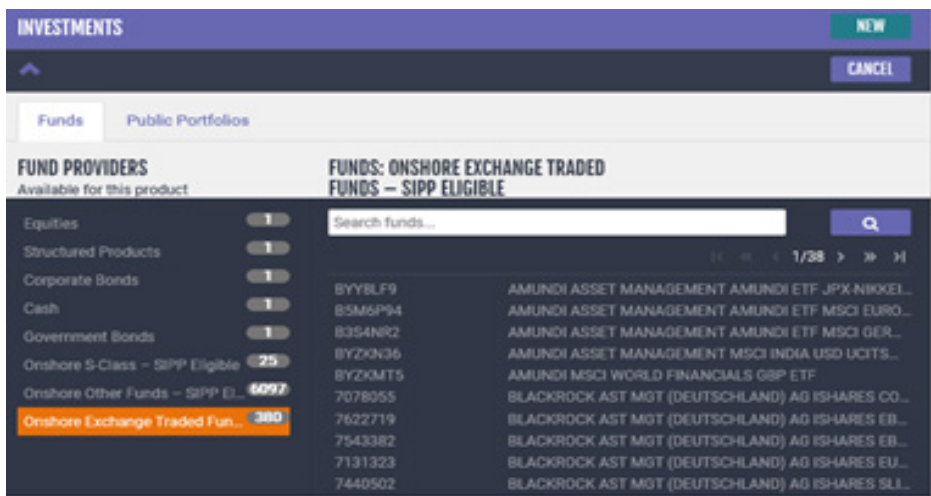 INVESTMENTS
NEW
CANCEL
Funds
Public Portfolios
FUND PROVIDERS
Available for this product
FUNDS: ONSHORE EXCHANGE TRADED
FUNDS – SIPP ELIGIBLE
Equities 1
Structured Products 1
Corporate Bonds 1
Cash 1
Government Bonds 1
Onshore S-Class – SIPP Eligible 25
Onshore Other Funds – SIPP El... 6097
Onshore Exchange Traded Fun... 380
Search funds...
1/38
BYYBLF9 AMUNDI ASSET MANAGEMENT AMUNDI ETF JPX-NIKKEI...
B5M6P94 AMUNDI ASSET MANAGEMENT AMUNDI ETF MSCI EURO...
B3S4NR2 AMUNDI ASSET MANAGEMENT AMUNDI ETF MSCI GER...
BYZKN36 AMUNDI ASSET MANAGEMENT MSCI INDIA USD UCITS...
BYZKMT5 AMUNDI MSCI WORLD FINANCIALS GBP ETF
7078055 BLACKROCK AST MGT (DEUTSCHLAND) AG ISHARES CO...
7622719 BLACKROCK AST MGT (DEUTSCHLAND) AG ISHARES EB...
7543382 BLACKROCK AST MGT (DEUTSCHLAND) AG ISHARES EB...
7131323 BLACKROCK AST MGT (DEUTSCHLAND) AG ISHARES EU...
7440502 BLACKROCK AST MGT (DEUTSCHLAND) AG ISHARES SLI...